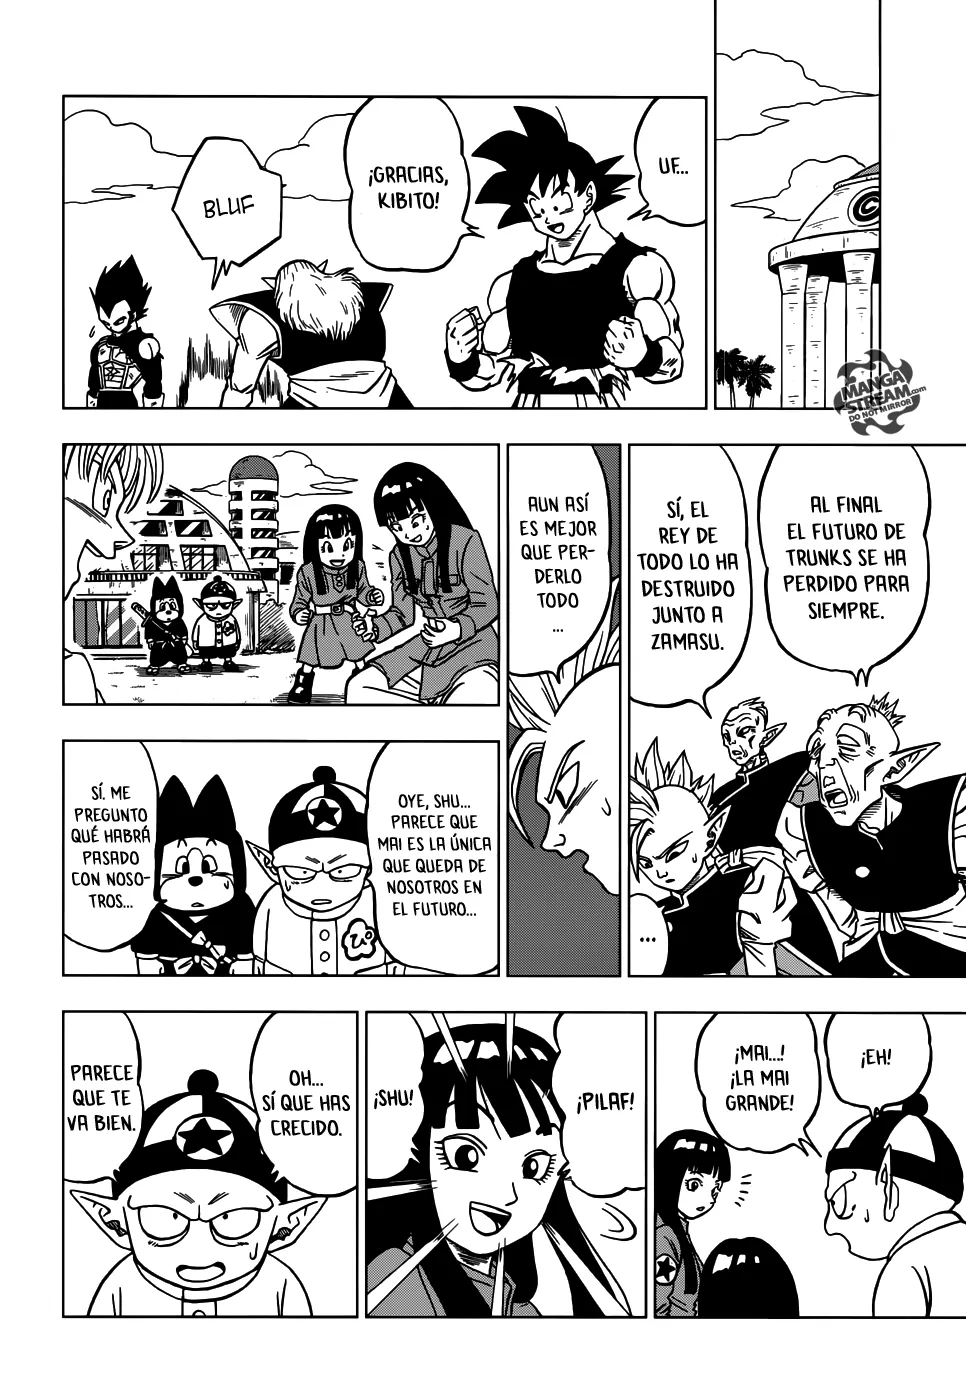 UF...
¡GRACIAS,
KIBITO!
BLUF
MANGA
STREAM.com
DO NOT MIRROR
AL FINAL
EL FUTURO DE
TRUNKS SE HA
PERDIDO PARA
SIEMPRE.
SÍ, EL
REY DE
TODO LO HA
DESTRUIDO
JUNTO A
ZAMASU.
...
AUN ASÍ
ES MEJOR
QUE PER-
DERLO
TODO
...
OYE, SHU...
PARECE QUE
MAI ES LA ÚNICA
QUE QUEDA DE
NOSOTROS EN
EL FUTURO...
SÍ. ME
PREGUNTO
QUÉ HABRÁ
PASADO
CON NOSO-
TROS...
ぴ
¡EH!
¡MAI...!
¡LA MAI
GRANDE!
¡PILAF!
¡SHU!
OH...
SÍ QUE HAS
CRECIDO.
PARECE
QUE TE
VA BIEN.